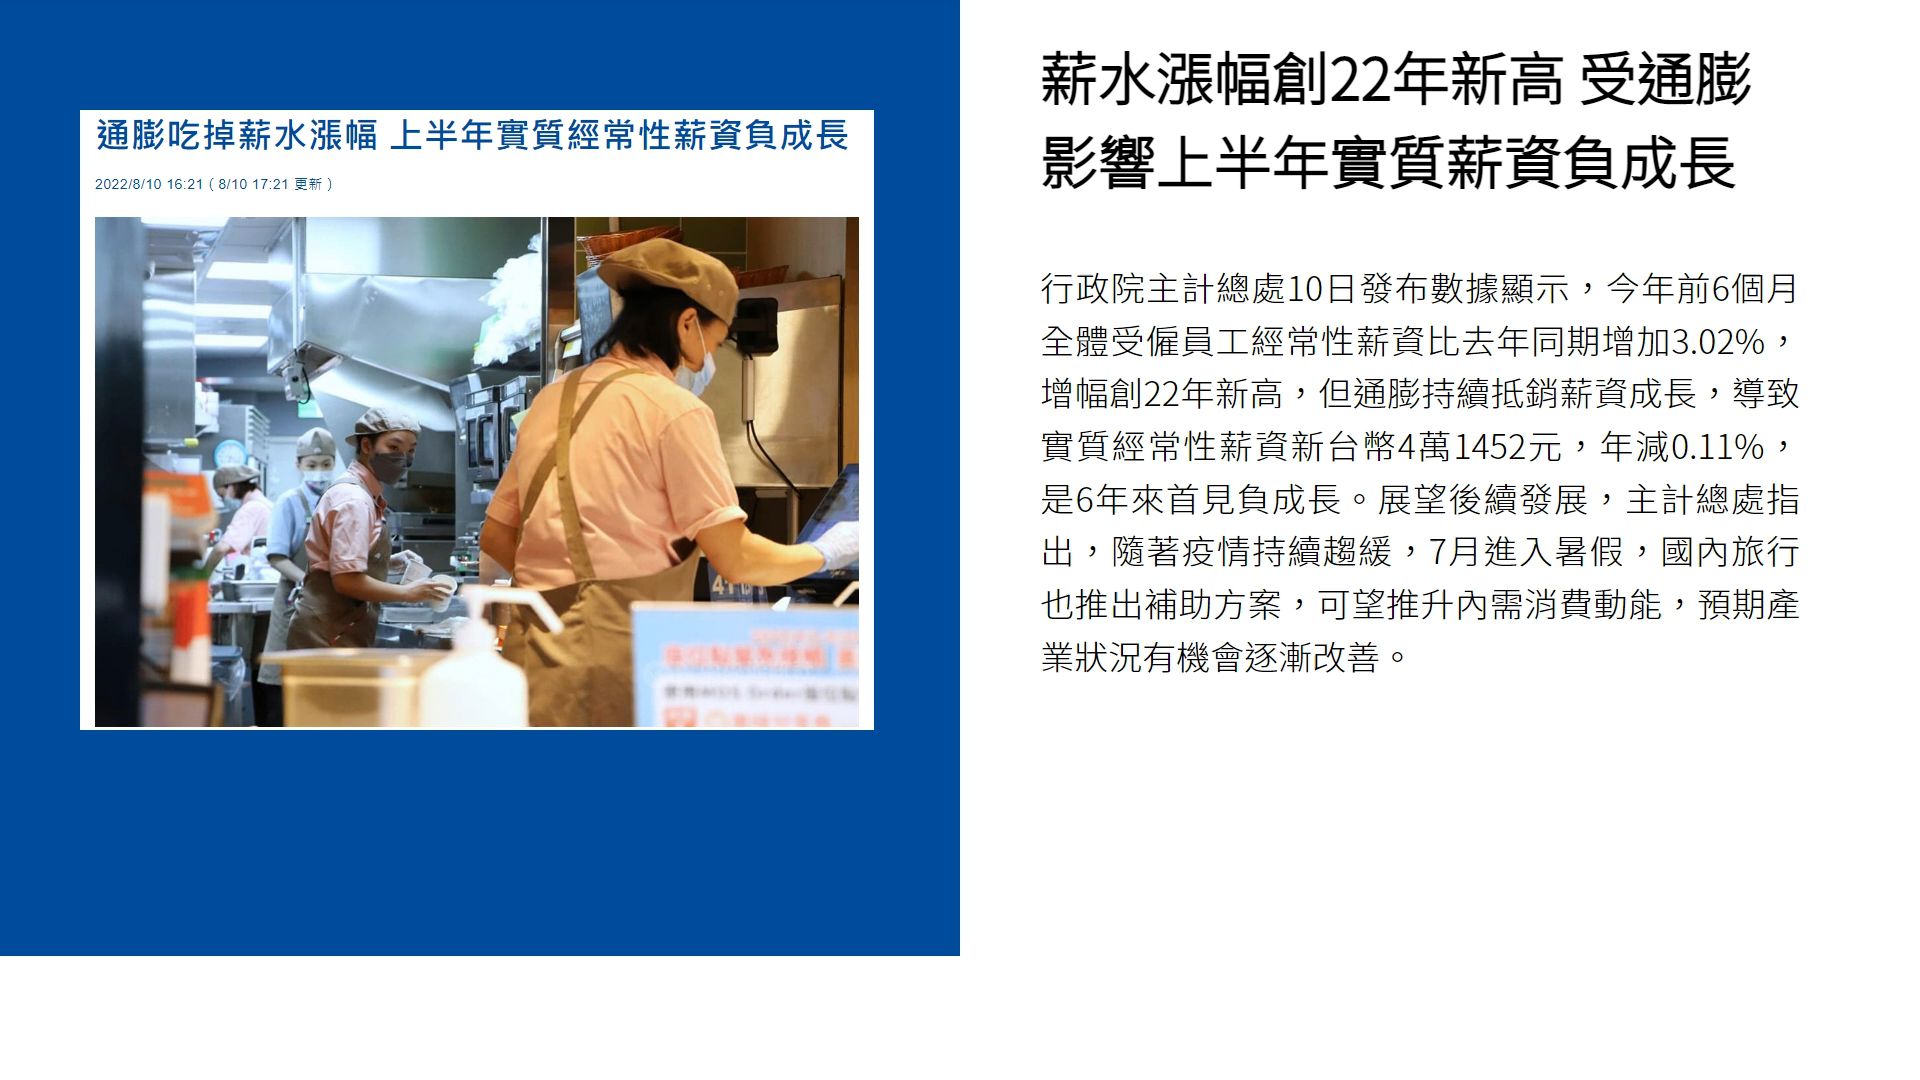 通膨吃掉薪水漲幅 上半年實質經常性薪資負成長
2022/8/10 16:21（8/10 17:21 更新）
薪水漲幅創22年新高 受通膨
影響上半年實質薪資負成長
行政院主計總處10日發布數據顯示，今年前6個月
全體受僱員工經常性薪資比去年同期增加3.02%，
增幅創22年新高，但通膨持續抵銷薪資成長，導致
實質經常性薪資新台幣4萬1452元，年減0.11%，
是6年來首見負成長。展望後續發展，主計總處指
出，隨著疫情持續趨緩，7月進入暑假，國內旅行
也推出補助方案，可望推升內需消費動能，預期產
業狀況有機會逐漸改善。